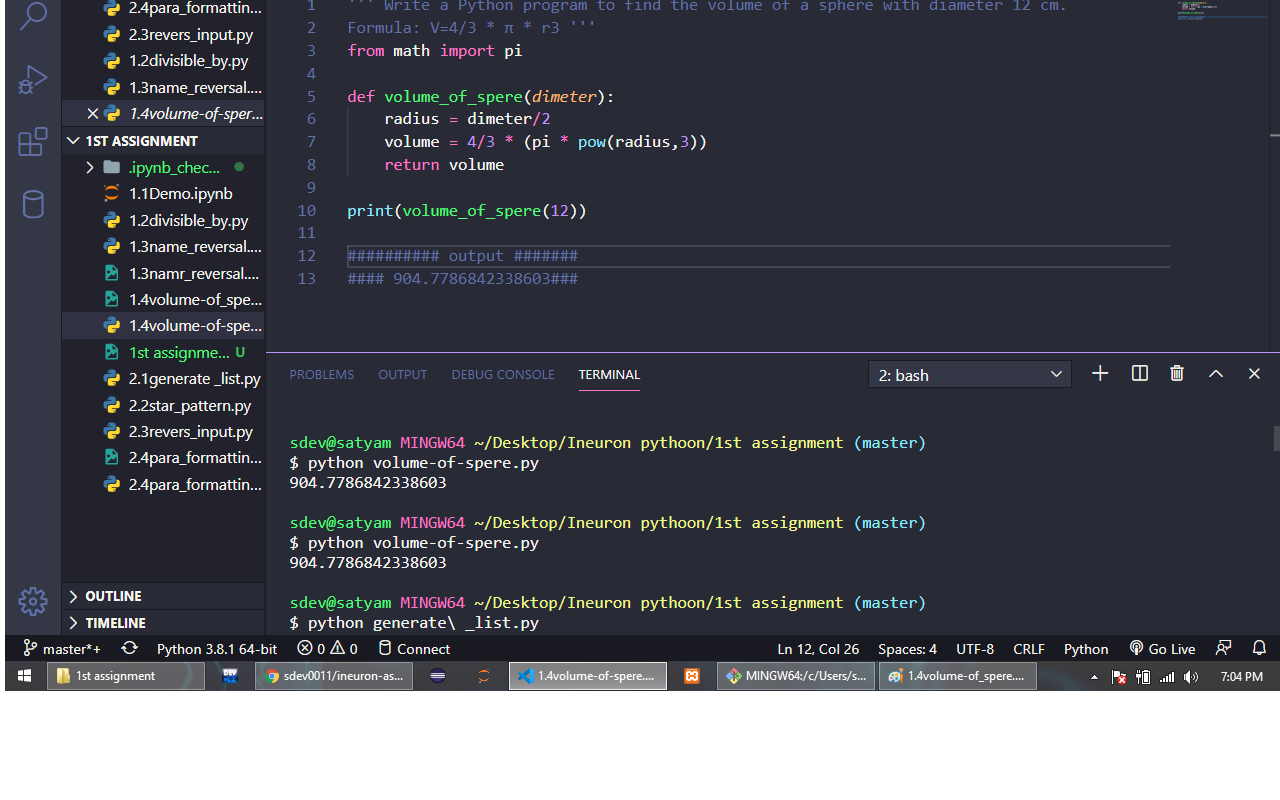 2.4para_formattin...
2.3revers_input.py
1.2divisible_by.py
1.3name_reversal....
1.4volume-of-sper...
1ST ASSIGNMENT
.ipynb_chec...
1.1Demo.ipynb
1.2divisible_by.py
1.3name_reversal....
1.3namr_reversal....
1.4volume-of_spe...
1.4volume-of-spe...
1st assignme... U
2.1generate _list.py
2.2star_pattern.py
2.3revers_input.py
2.4para_formattin...
2.4para_formattin...
OUTLINE
TIMELINE
1 ''' Write a Python program to find the volume of a sphere with diameter 12 cm.
2 Formula: V=4/3 * π * r3 '''
3 from math import pi
4
5 def volume_of_spere(dimeter):
6 radius = dimeter/2
7 volume = 4/3 * (pi * pow(radius,3))
8 return volume
9
10 print(volume_of_spere(12))
11
12 ########## output #######
13 #### 904.7786842338603###
PROBLEMS OUTPUT DEBUG CONSOLE TERMINAL 2: bash
sdev@satyam MINGW64 ~/Desktop/Ineuron pythoon/1st assignment (master)
$ python volume-of-spere.py
904.7786842338603
sdev@satyam MINGW64 ~/Desktop/Ineuron pythoon/1st assignment (master)
$ python volume-of-spere.py
904.7786842338603
sdev@satyam MINGW64 ~/Desktop/Ineuron pythoon/1st assignment (master)
$ python generate\ _list.py
master*+ Python 3.8.1 64-bit 0 0 Connect Ln 12, Col 26 Spaces: 4 UTF-8 CRLF Python Go Live
1st assignment sdev0011/ineuron-as... 1.4volume-of-spere.... MINGW64:/c/Users/s... 1.4volume-of_spere.... 7:04 PM